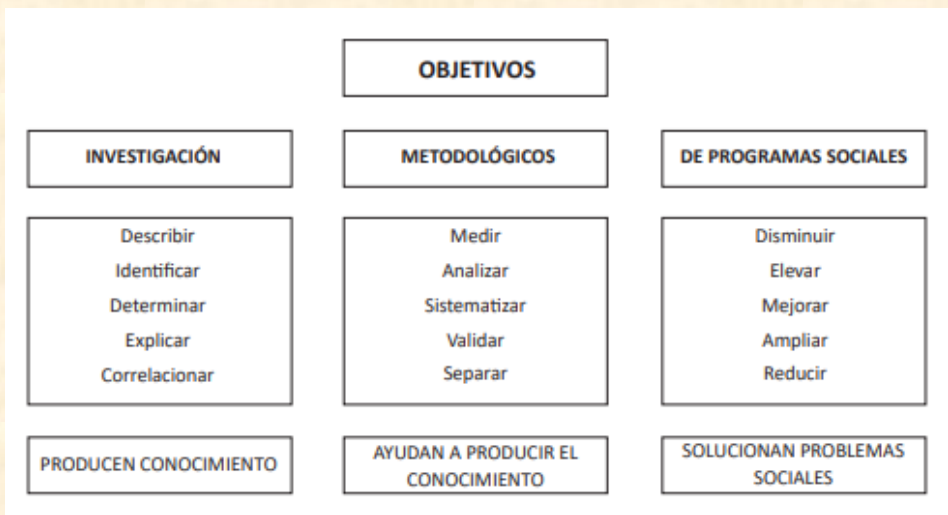 OBJETIVOS
INVESTIGACIÓN
METODOLÓGICOS
DE PROGRAMAS SOCIALES
Describir
Identificar
Determinar
Explicar
Correlacionar
Medir
Analizar
Sistematizar
Validar
Separar
Disminuir
Elevar
Mejorar
Ampliar
Reducir
PRODUCEN CONOCIMIENTO
AYUDAN A PRODUCIR EL
CONOCIMIENTO
SOLUCIONAN PROBLEMAS
SOCIALES